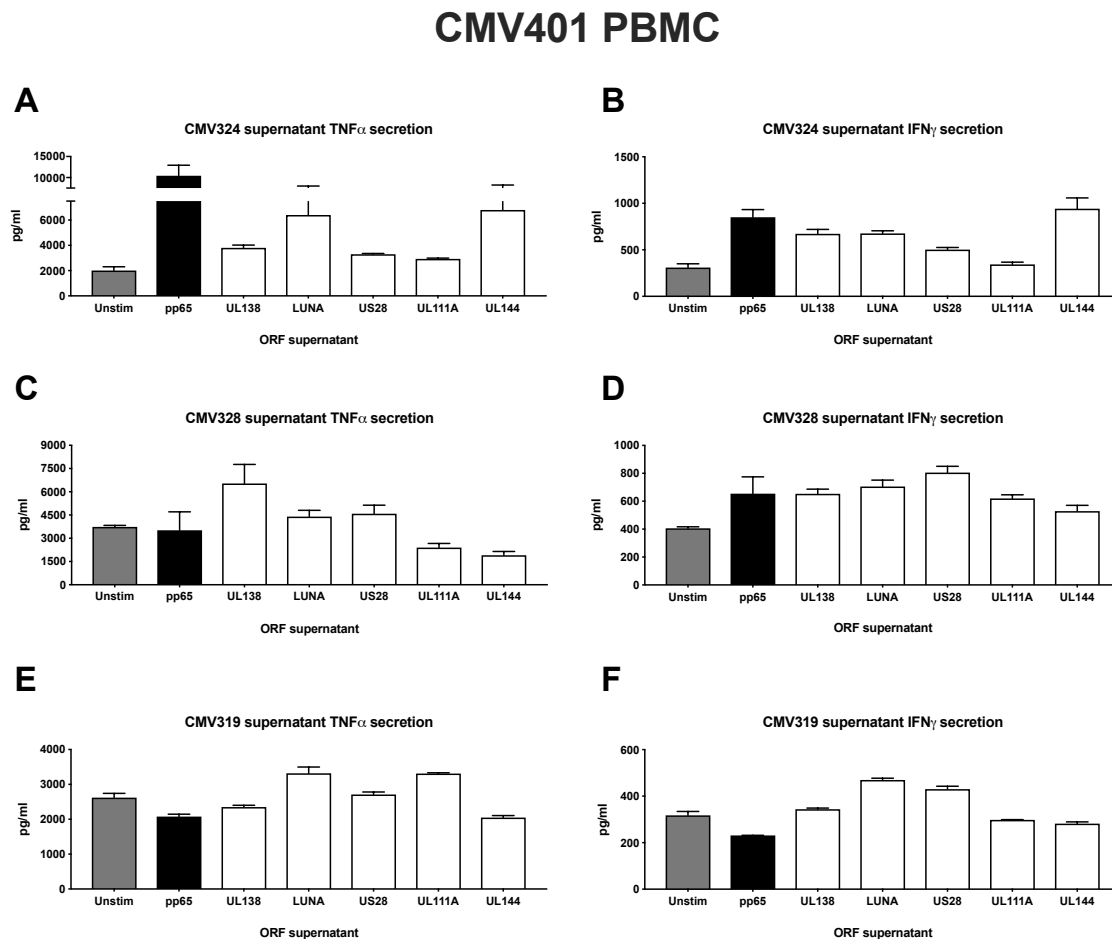 CMV401 PBMC
A
CMV324 supernatant TNFα secretion
15000
10000
6000
4000
2000
0
pg/ml
Unstim pp65 UL138 LUNA US28 UL111A UL144
ORF supernatant
B
CMV324 supernatant IFNγ secretion
1500
1000
500
0
pg/ml
Unstim pp65 UL138 LUNA US28 UL111A UL144
ORF supernatant
C
CMV328 supernatant TNFα secretion
9000
7500
6000
4500
3000
1500
0
pg/ml
Unstim pp65 UL138 LUNA US28 UL111A UL144
ORF supernatant
D
CMV328 supernatant IFNγ secretion
1000
800
600
400
200
0
pg/ml
Unstim pp65 UL138 LUNA US28 UL111A UL144
ORF supernatant
E
CMV319 supernatant TNFα secretion
4000
3000
2000
1000
0
pg/ml
Unstim pp65 UL138 LUNA US28 UL111A UL144
ORF supernatant
F
CMV319 supernatant IFNγ secretion
600
400
200
0
pg/ml
Unstim pp65 UL138 LUNA US28 UL111A UL144
ORF supernatant